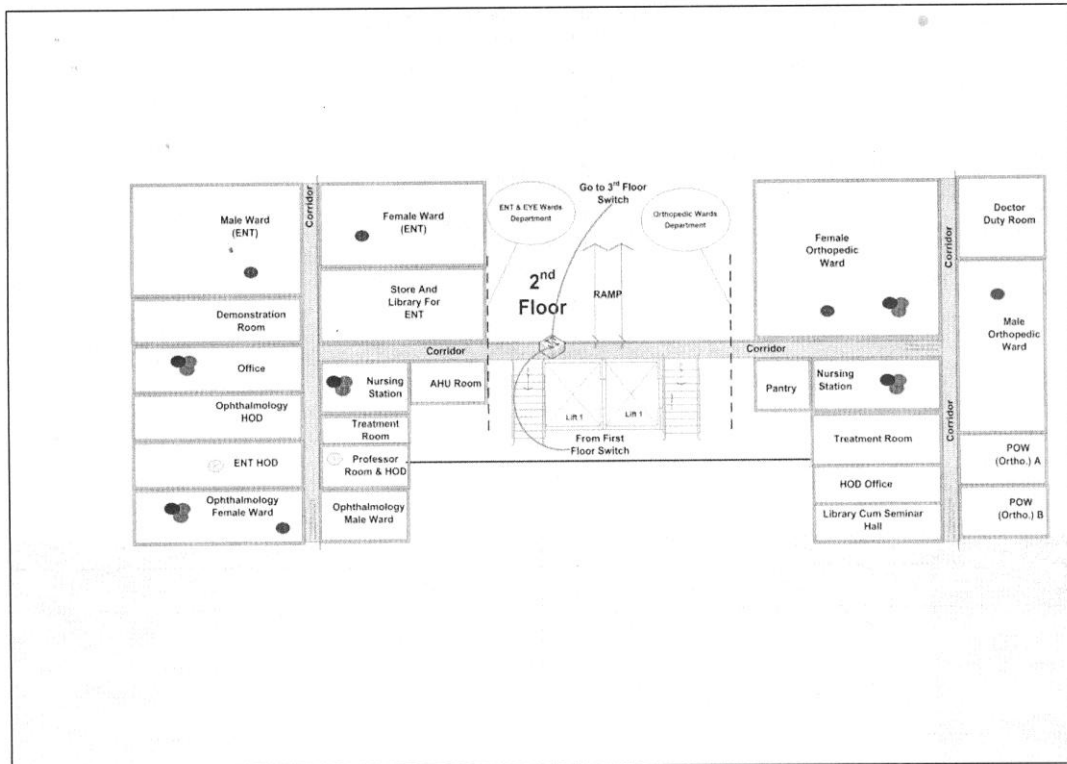 Male Ward
(ENT)
Demonstration
Room
Office
Ophthalmology
HOD
ENT HOD
Ophthalmology
Female Ward
Corridor
Female Ward
(ENT)
Store And
Library For
ENT
Corridor
Nursing
Station
AHU Room
Treatment
Room
Professor
Room & HOD
Ophthalmology
Male Ward
ENT & EYE Wards
Department
Go to 3rd Floor
Switch
Orthopedic Wards
Department
2nd
Floor
RAMP
Lift 1
Lift 1
From First
Floor Switch
Female
Orthopedic
Ward
Corridor
Pantry
Nursing
Station
Treatment Room
HOD Office
Library Cum Seminar
Hall
Corridor
Corridor
Doctor
Duty Room
Male
Orthopedic
Ward
POW
(Ortho.) A
POW
(Ortho.) B